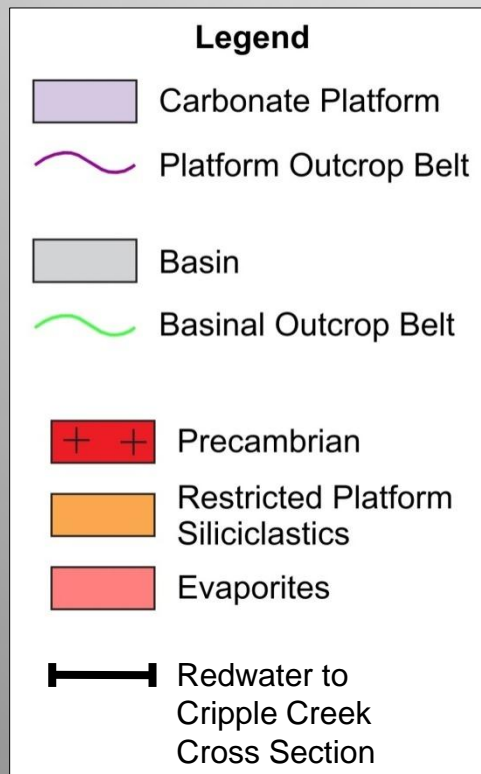 Legend
Carbonate Platform
Platform Outcrop Belt
Basin
Basinal Outcrop Belt
Precambrian
Restricted Platform
Siliciclastics
Evaporites
Redwater to
Cripple Creek
Cross Section